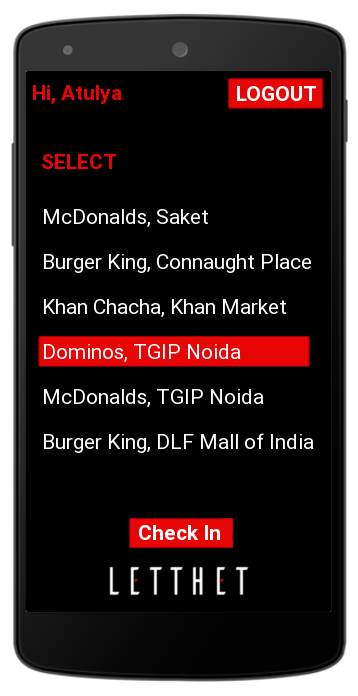 Hi, Atulya LOGOUT
SELECT
McDonalds, Saket
Burger King, Connaught Place
Khan Chacha, Khan Market
Dominos, TGIP Noida
McDonalds, TGIP Noida
Burger King, DLF Mall of India
Check In
LETTHET